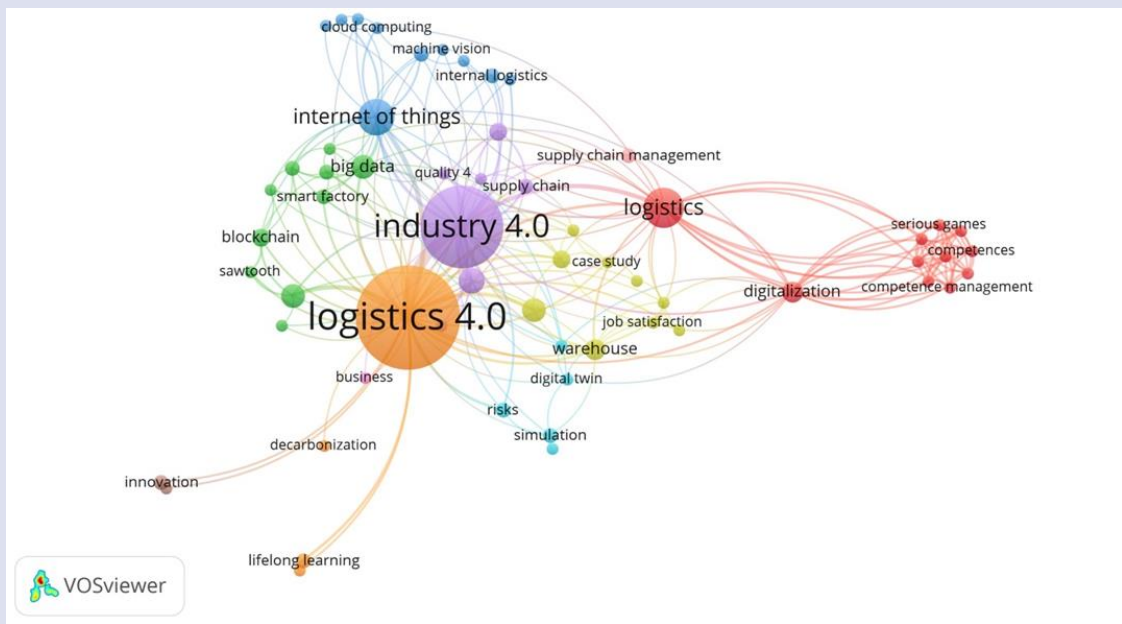 cloud computing
machine vision
internal logistics
internet of things
supply chain management
big data
quality 4
supply chain
smart factory
logistics
industry 4.0
serious games
blockchain
competences
case study
sawtooth
competence management
digitalization
logistics 4.0
job satisfaction
warehouse
business
digital twin
risks
simulation
decarbonization
innovation
lifelong learning
VOSviewer